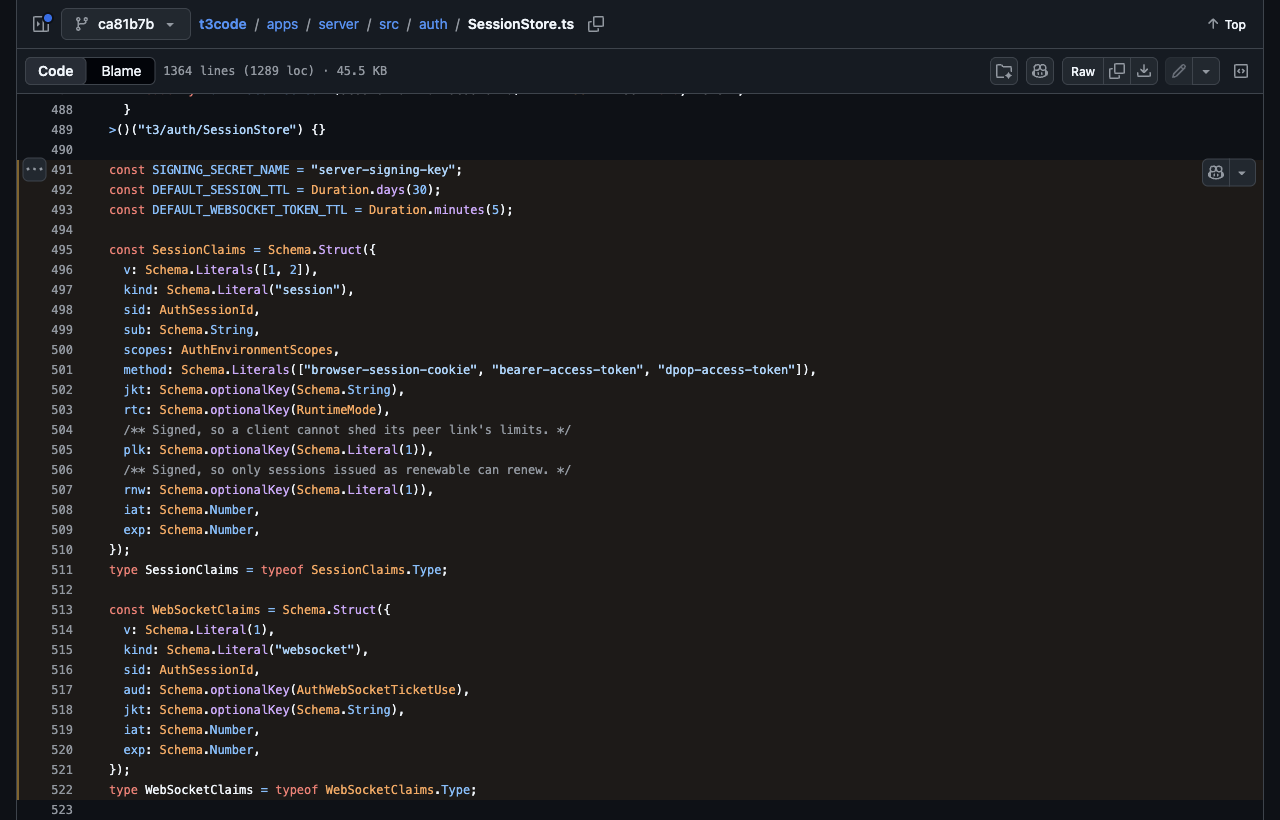 ca81b7b t3code / apps / server / src / auth / SessionStore.ts Top
Code Blame 1364 lines (1289 loc) · 45.5 KB Raw
488 }
489 >()("t3/auth/SessionStore") {}
490
491 const SIGNING_SECRET_NAME = "server-signing-key";
492 const DEFAULT_SESSION_TTL = Duration.days(30);
493 const DEFAULT_WEBSOCKET_TOKEN_TTL = Duration.minutes(5);
494
495 const SessionClaims = Schema.Struct({
496 v: Schema.Literals([1, 2]),
497 kind: Schema.Literal("session"),
498 sid: AuthSessionId,
499 sub: Schema.String,
500 scopes: AuthEnvironmentScopes,
501 method: Schema.Literals(["browser-session-cookie", "bearer-access-token", "dpop-access-token"]),
502 jkt: Schema.optionalKey(Schema.String),
503 rtc: Schema.optionalKey(RuntimeMode),
504 /** Signed, so a client cannot shed its peer link's limits. */
505 plk: Schema.optionalKey(Schema.Literal(1)),
506 /** Signed, so only sessions issued as renewable can renew. */
507 rnw: Schema.optionalKey(Schema.Literal(1)),
508 iat: Schema.Number,
509 exp: Schema.Number,
510 });
511 type SessionClaims = typeof SessionClaims.Type;
512
513 const WebSocketClaims = Schema.Struct({
514 v: Schema.Literal(1),
515 kind: Schema.Literal("websocket"),
516 sid: AuthSessionId,
517 aud: Schema.optionalKey(AuthWebSocketTicketUse),
518 jkt: Schema.optionalKey(Schema.String),
519 iat: Schema.Number,
520 exp: Schema.Number,
521 });
522 type WebSocketClaims = typeof WebSocketClaims.Type;
523